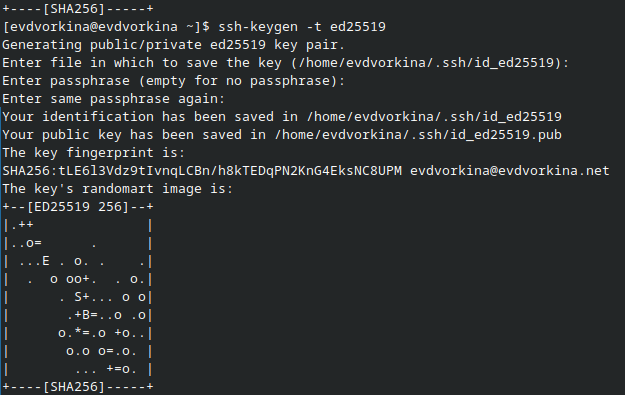 +----[SHA256]-----+
[evdvorkina@evdvorkina ~]$ ssh-keygen -t ed25519
Generating public/private ed25519 key pair.
Enter file in which to save the key (/home/evdvorkina/.ssh/id_ed25519):
Enter passphrase (empty for no passphrase):
Enter same passphrase again:
Your identification has been saved in /home/evdvorkina/.ssh/id_ed25519
Your public key has been saved in /home/evdvorkina/.ssh/id_ed25519.pub
The key fingerprint is:
SHA256:tLE6l3Vdz9tIvnqLCBn/h8kTEDqPN2KnG4EksNC8UPM evdvorkina@evdvorkina.net
The key's randomart image is:
+--[ED25519 256]--+
|.++              |
|..o=      .      |
| ...E . o. .    .|
|  .  o oo+.  . o.|
|      . S+... o o|
|       .+B=..o .o|
|      o.*=.o +o..|
|       o.o o=.o. |
|        ... +=o. |
+----[SHA256]-----+